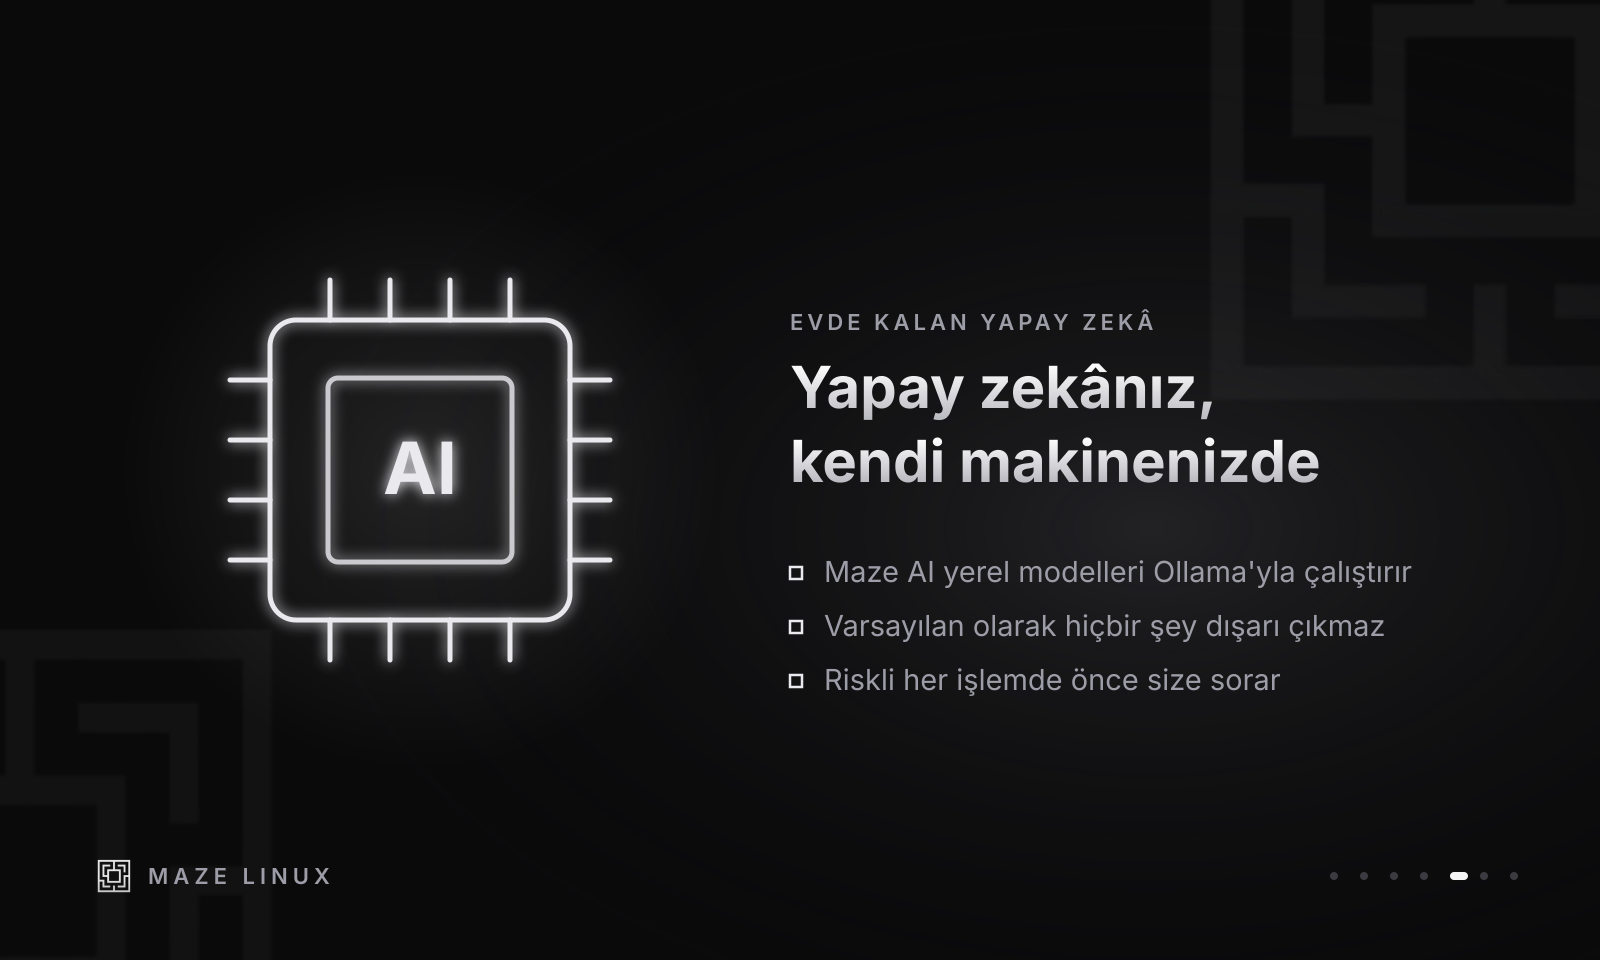 AI
EVDE KALAN YAPAY ZEKÂ
Yapay zekânız,
kendi makinenizde
Maze AI yerel modelleri Ollama'yla çalıştırır
Varsayılan olarak hiçbir şey dışarı çıkmaz
Riskli her işlemde önce size sorar
MAZE LINUX